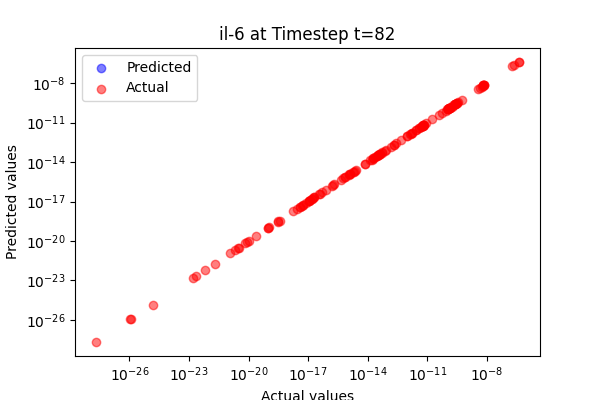 il-6 at Timestep t=82
Predicted
Actual
Predicted values
10⁻⁸
10⁻¹¹
10⁻¹⁴
10⁻¹⁷
10⁻²⁰
10⁻²³
10⁻²⁶
10⁻²⁶ 10⁻²³ 10⁻²⁰ 10⁻¹⁷ 10⁻¹⁴ 10⁻¹¹ 10⁻⁸
Actual values